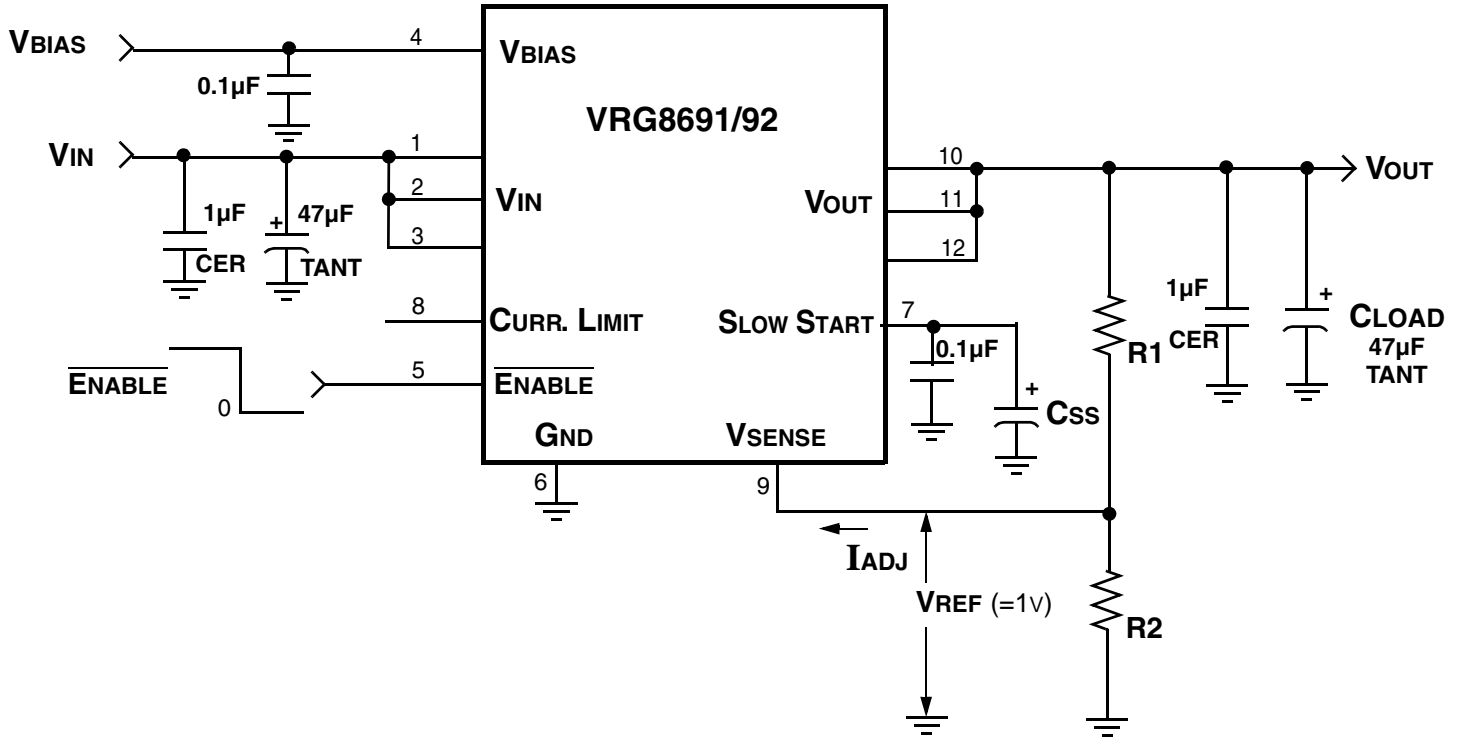 VBIAS
4
VBIAS
0.1µF
VRG8691/92
VIN
1
10
VOUT
2
VIN
VOUT
11
1µF
47µF
3
12
+
CER
TANT
8
CURR. LIMIT
SLOW START
7
1µF
+
CLOAD
0.1µF
R1
CER
47µF
TANT
ENABLE
0
5
ENABLE
+
CSS
GND
VSENSE
6
9
IADJ
VREF (=1V)
R2